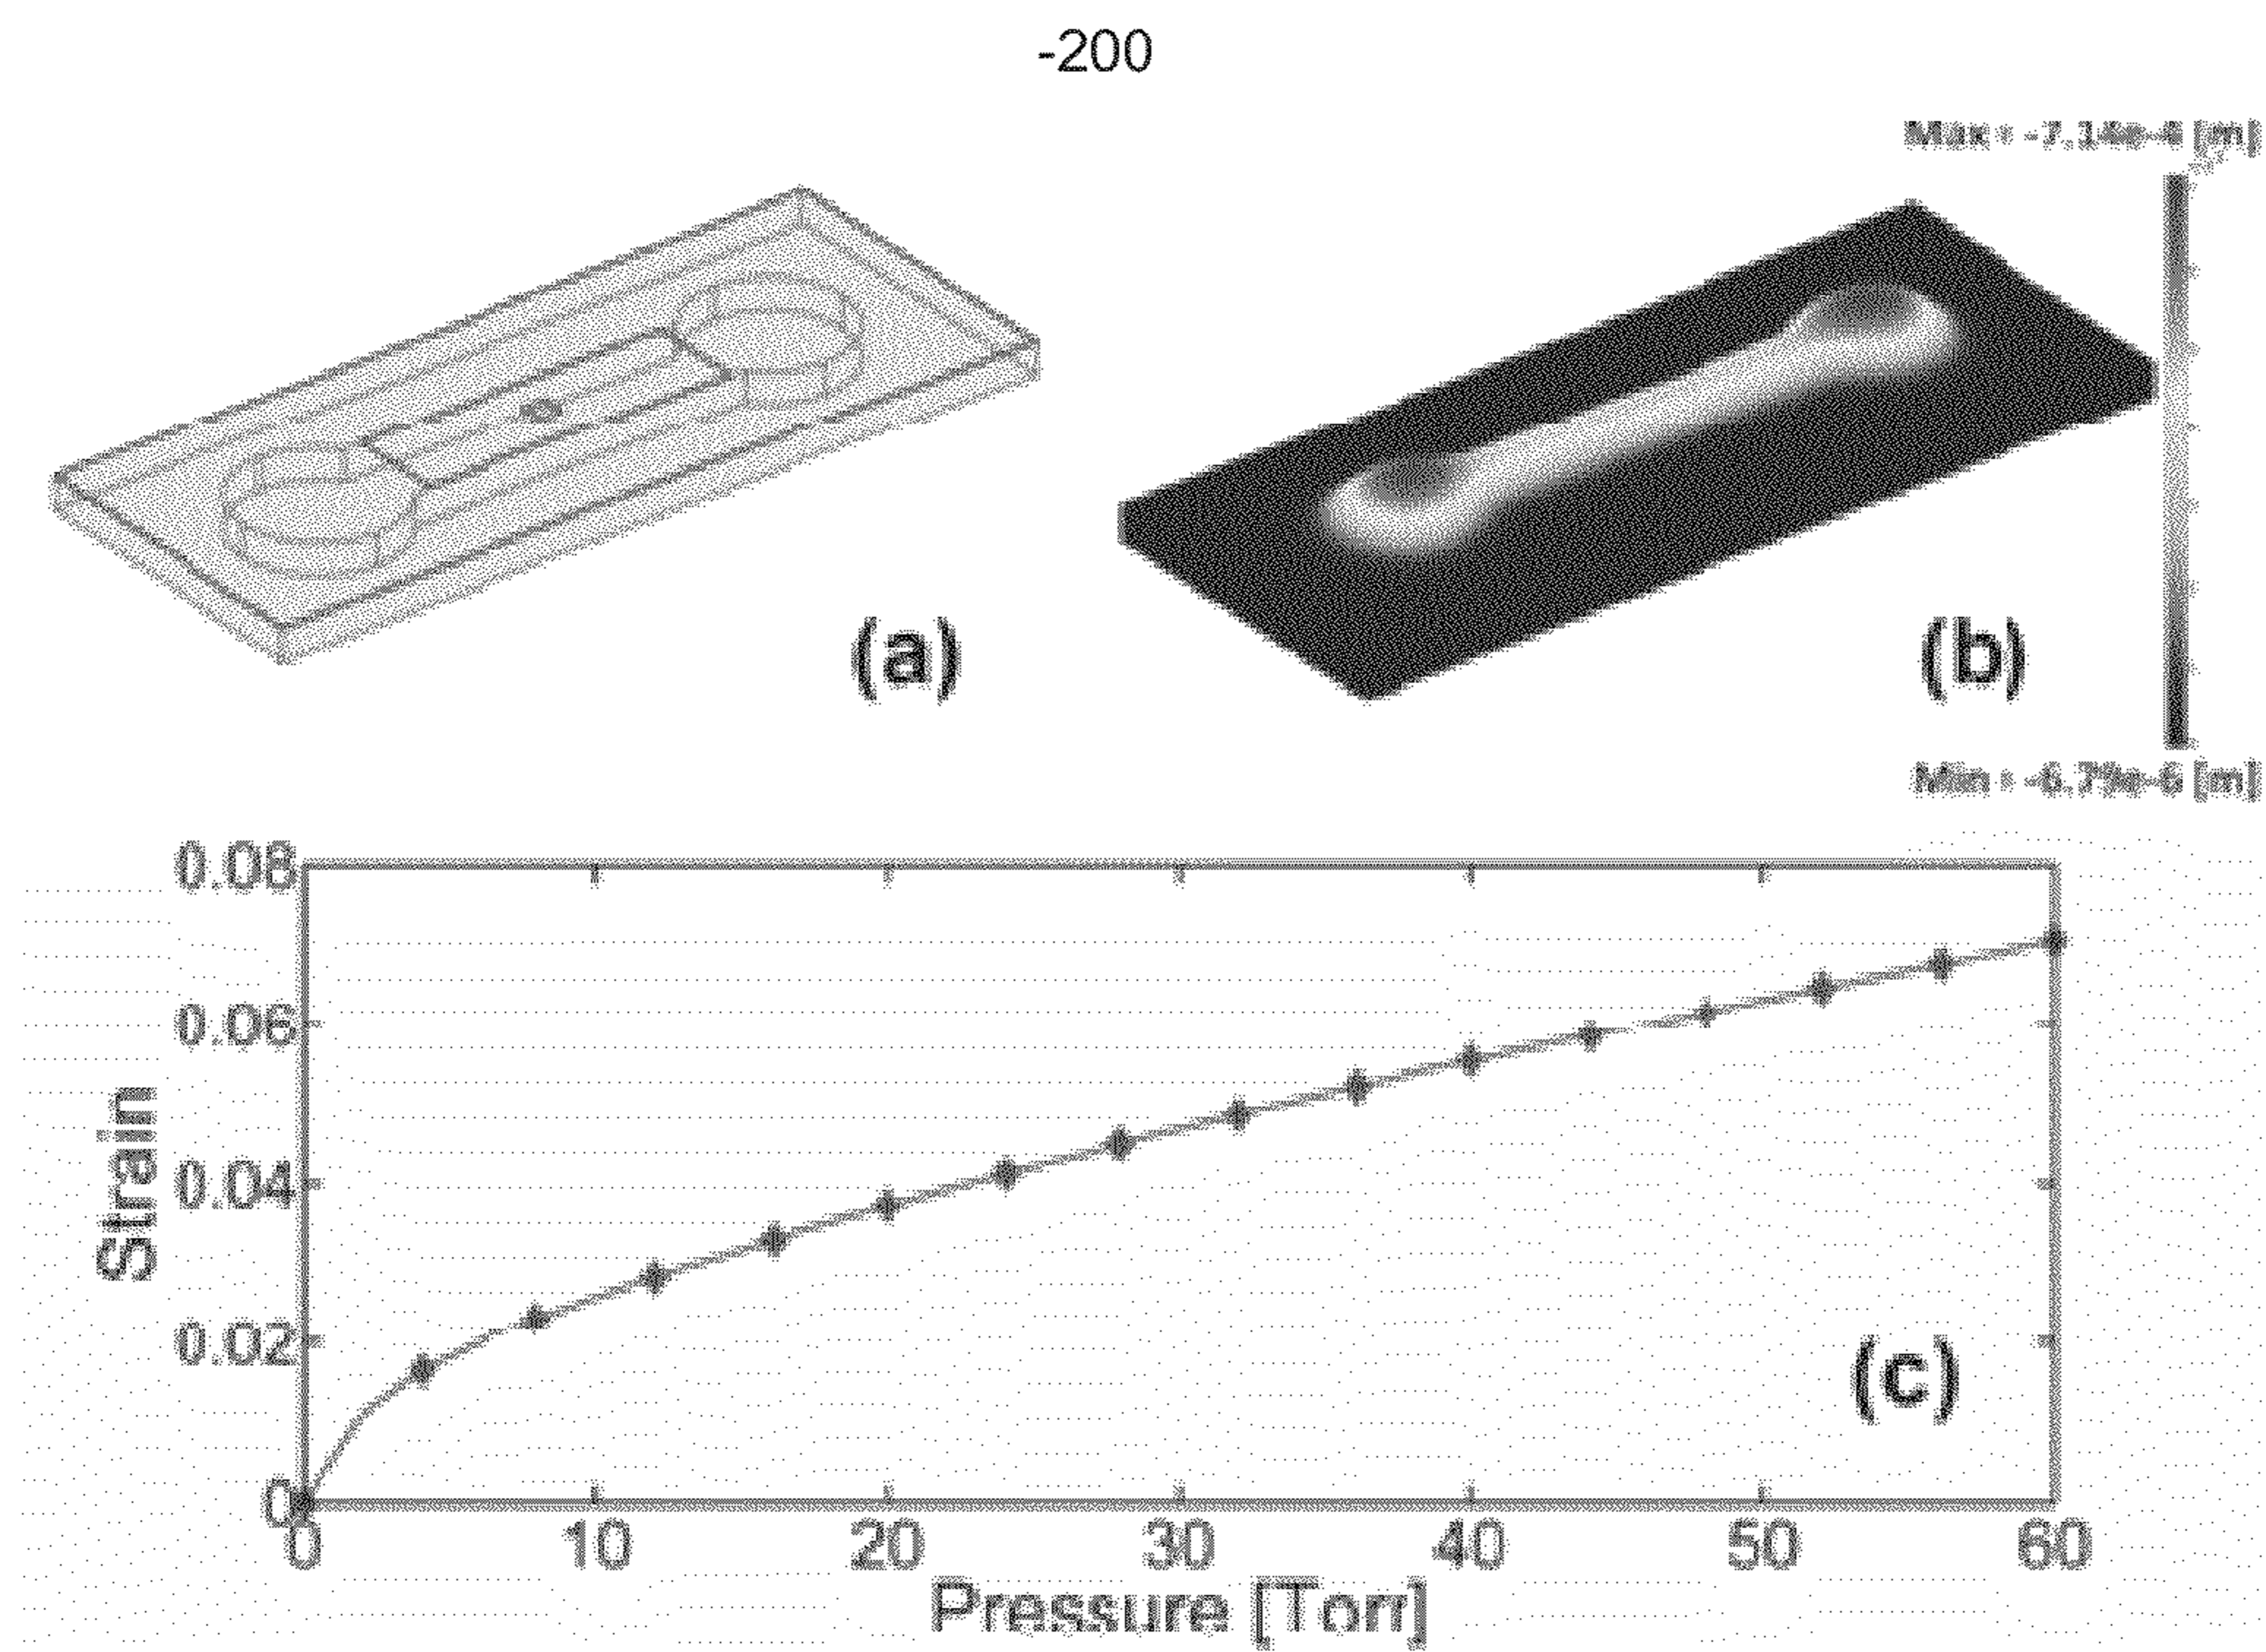 -200
Max : -7.14e-4 [m]
(a)
(b)
Min : -6.79e-6 [m]
0.08
0.06
0.04
0.02
0
Strain
(c)
0 10 20 30 40 50 60
Pressure [Torr]